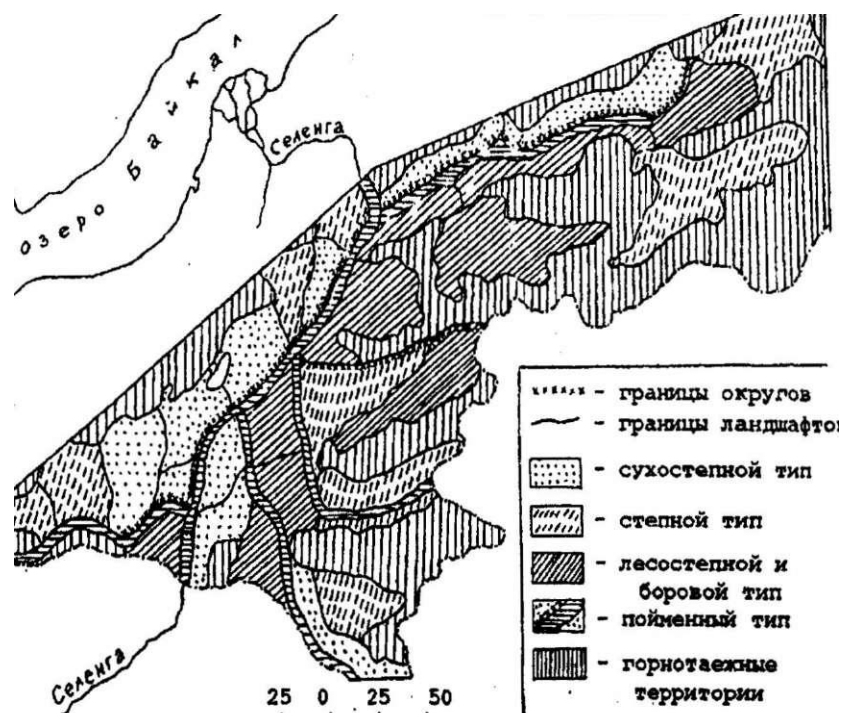 озеро Байкал
Селенга
Селенга
25 0 25 50
- границы округов
- границы ландшафто
- сухостепной тип
- степной тип
- лесостепной и
боровой тип
- пойменный тип
- горнотаежные
территории